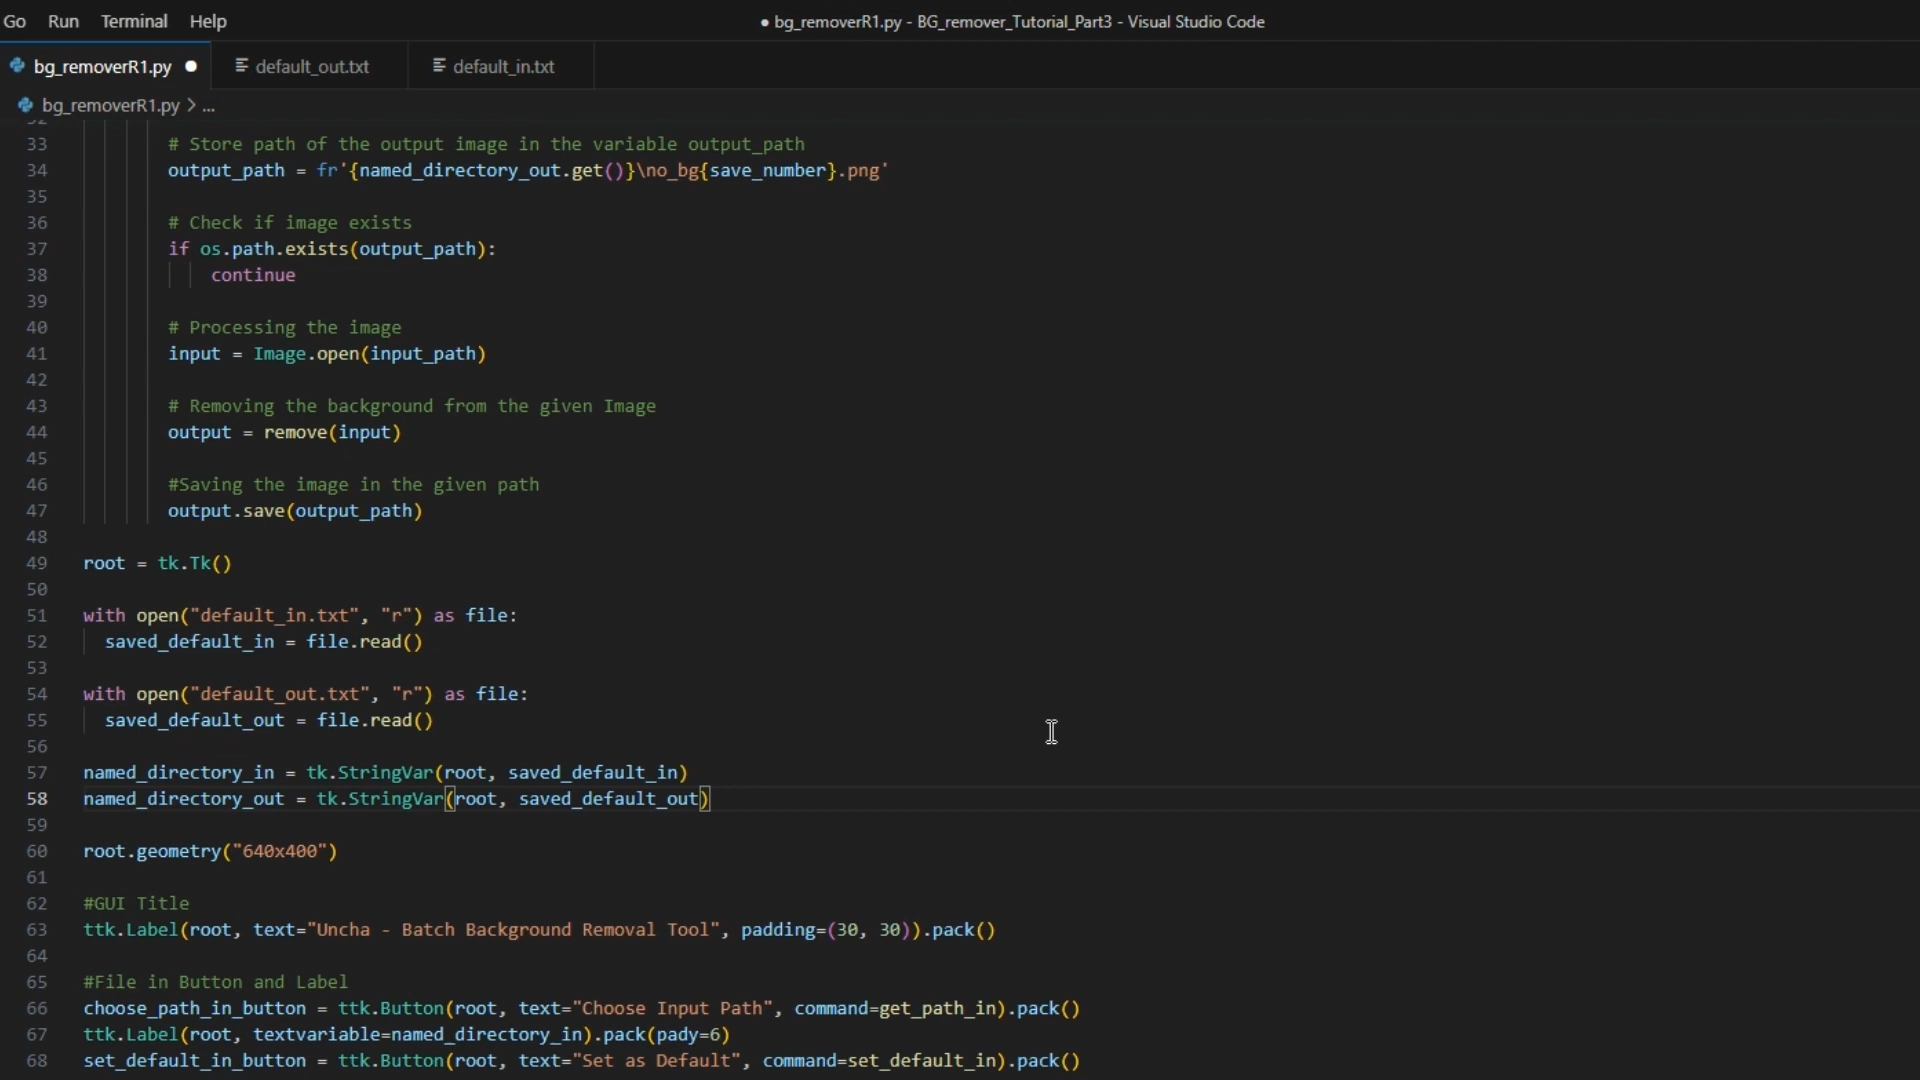 Go Run Terminal Help ● bg_removerR1.py - BG_remover_Tutorial_Part3 - Visual Studio Code
bg_removerR1.py ● default_out.txt default_in.txt
bg_removerR1.py > ...
32
33 # Store path of the output image in the variable output_path
34 output_path = fr'{named_directory_out.get()}\no_bg{save_number}.png'
35
36 # Check if image exists
37 if os.path.exists(output_path):
38 continue
39
40 # Processing the image
41 input = Image.open(input_path)
42
43 # Removing the background from the given Image
44 output = remove(input)
45
46 #Saving the image in the given path
47 output.save(output_path)
48
49 root = tk.Tk()
50
51 with open("default_in.txt", "r") as file:
52 saved_default_in = file.read()
53
54 with open("default_out.txt", "r") as file:
55 saved_default_out = file.read()
56
57 named_directory_in = tk.StringVar(root, saved_default_in)
58 named_directory_out = tk.StringVar(root, saved_default_out)
59
60 root.geometry("640x400")
61
62 #GUI Title
63 ttk.Label(root, text="Uncha - Batch Background Removal Tool", padding=(30, 30)).pack()
64
65 #File in Button and Label
66 choose_path_in_button = ttk.Button(root, text="Choose Input Path", command=get_path_in).pack()
67 ttk.Label(root, textvariable=named_directory_in).pack(pady=6)
68 set_default_in_button = ttk.Button(root, text="Set as Default", command=set_default_in).pack()